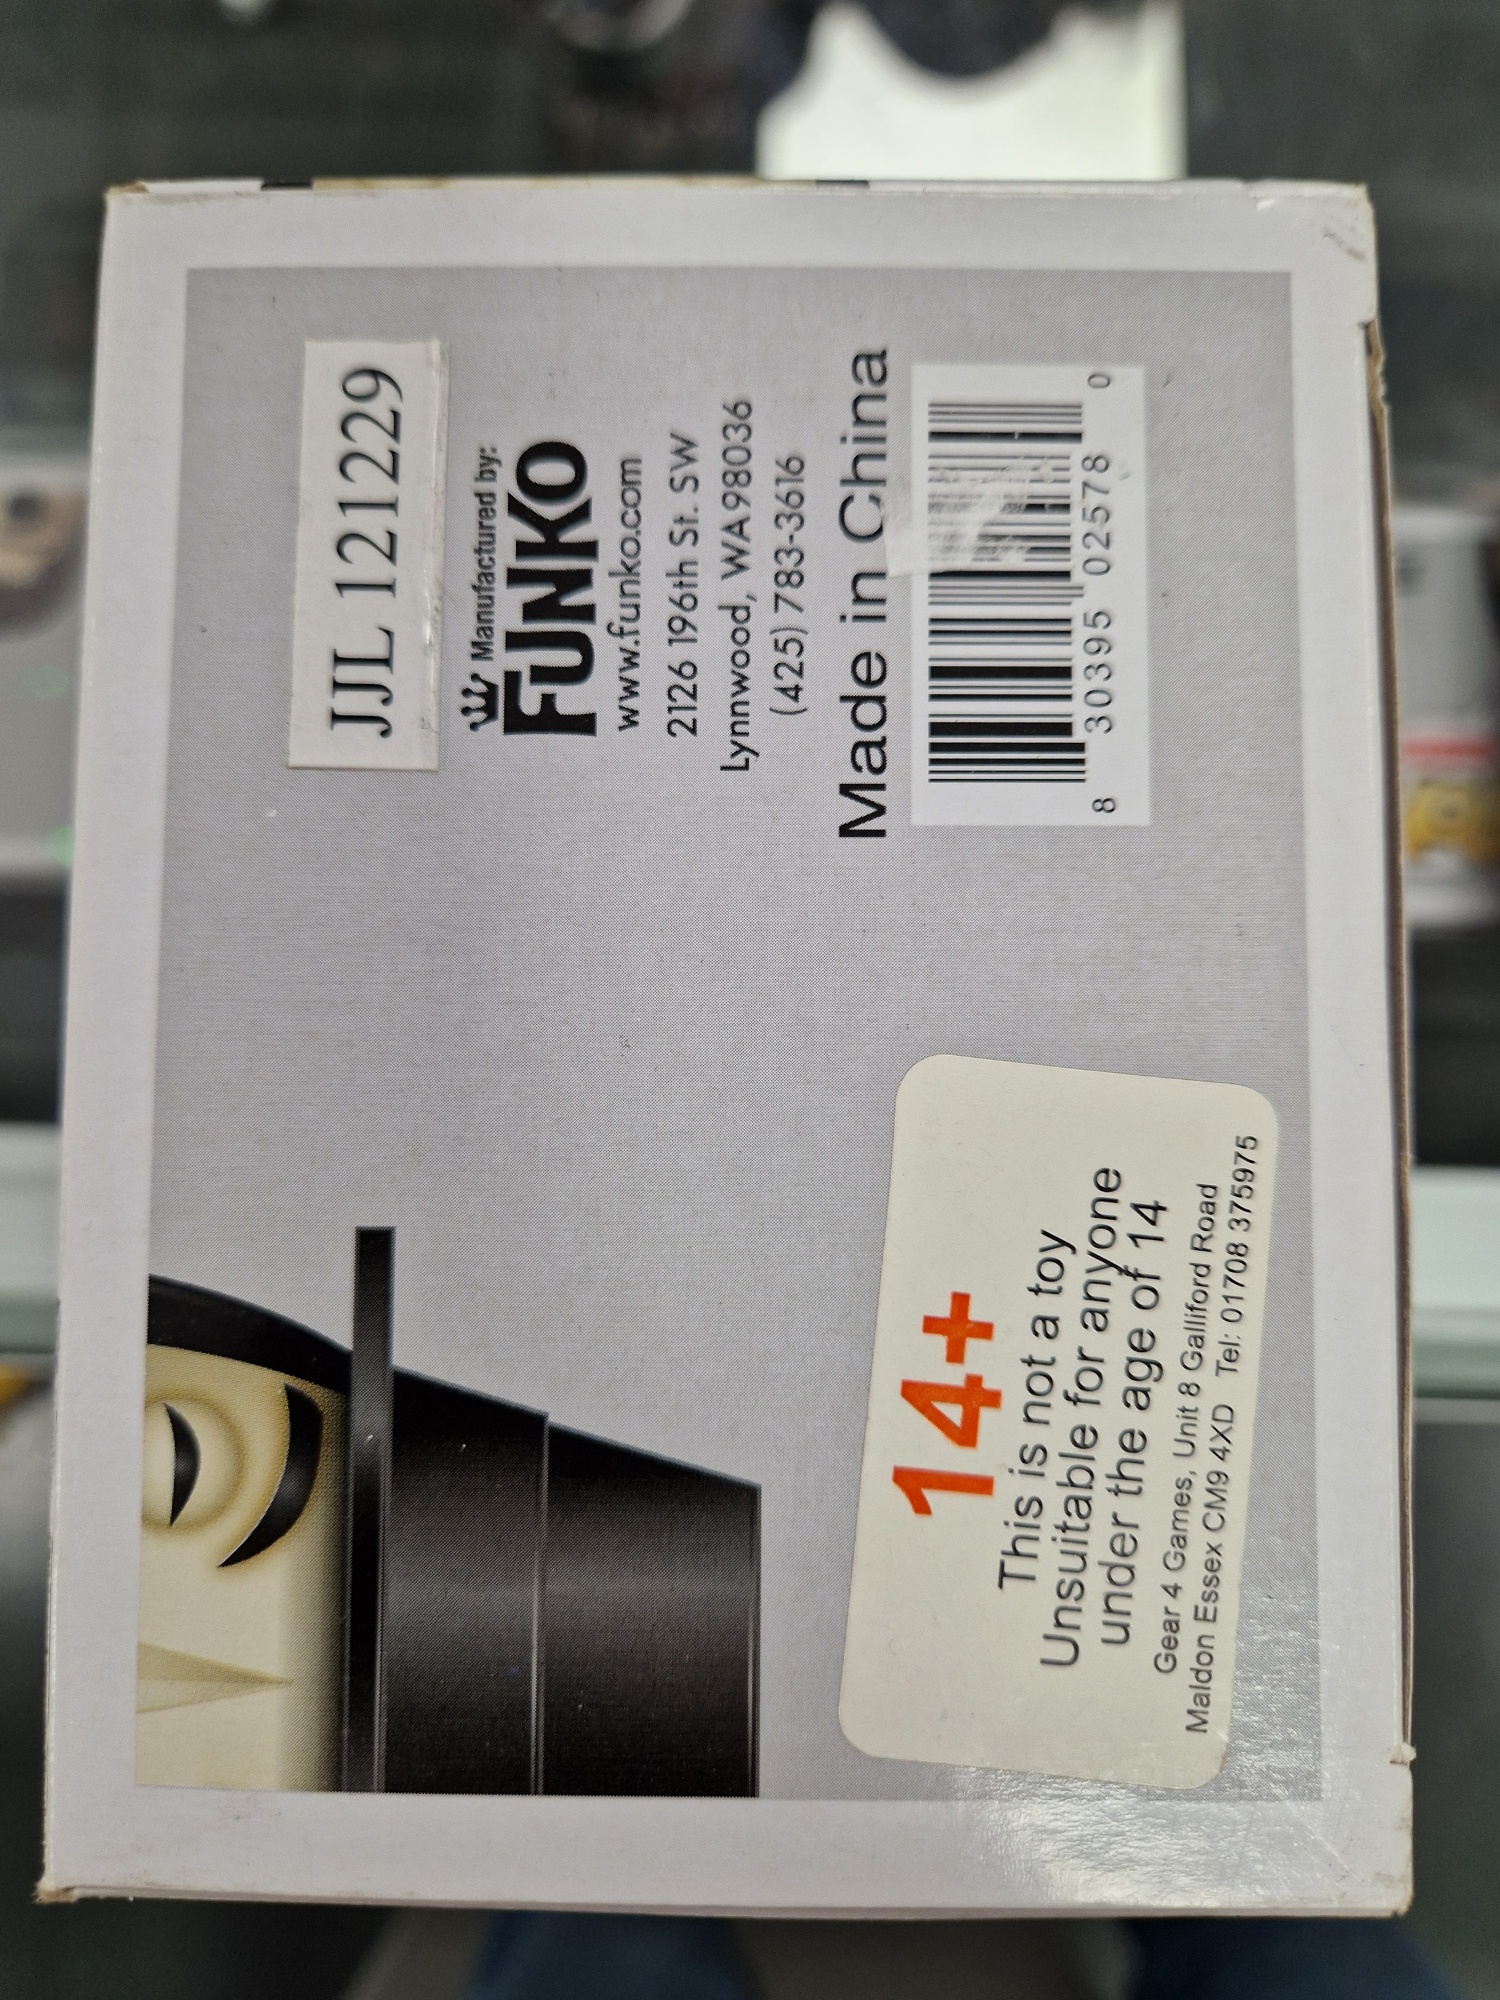 JJL 121229
Manufactured by:
FUNKO
www.funko.com
2126 196th St. SW
Lynnwood, WA 98036
(425) 783-3616
Made in China
8 30395 02578 0
14+
This is not a toy
Unsuitable for anyone
under the age of 14
Gear 4 Games, Unit 8 Galliford Road
Maldon Essex CM9 4XD Tel: 01708 375975